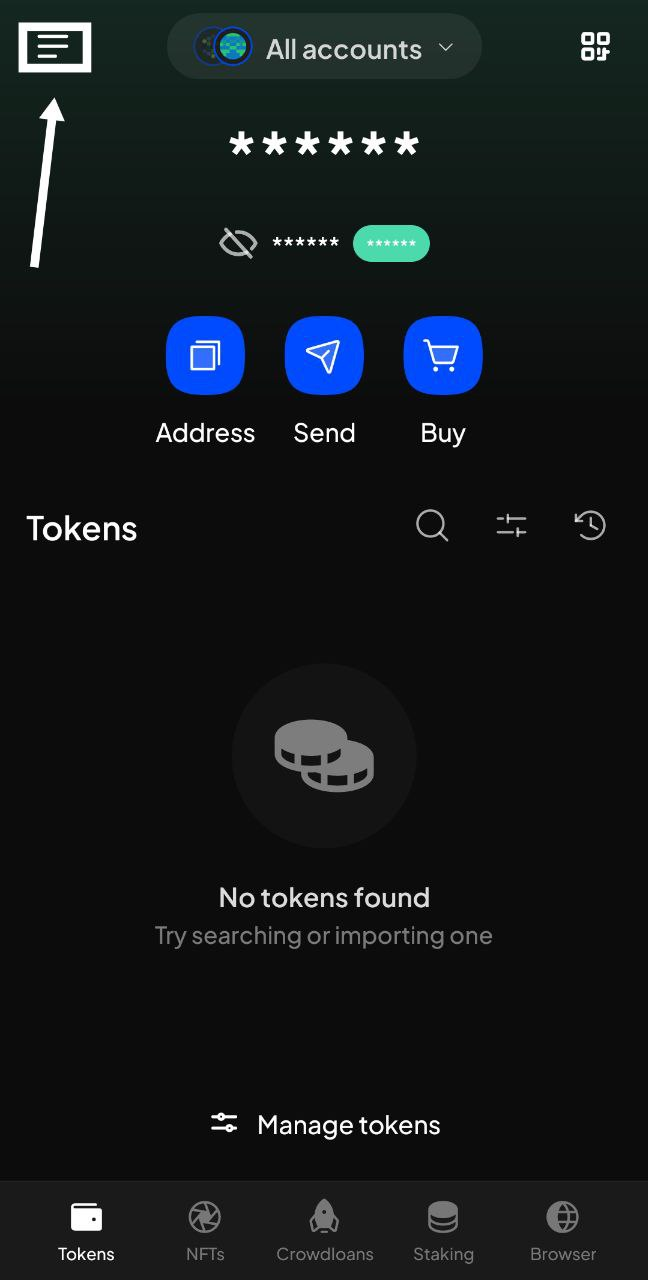 All accounts
******
****** ******
Address Send Buy
Tokens
No tokens found
Try searching or importing one
Manage tokens
Tokens NFTs Crowdloans Staking Browser